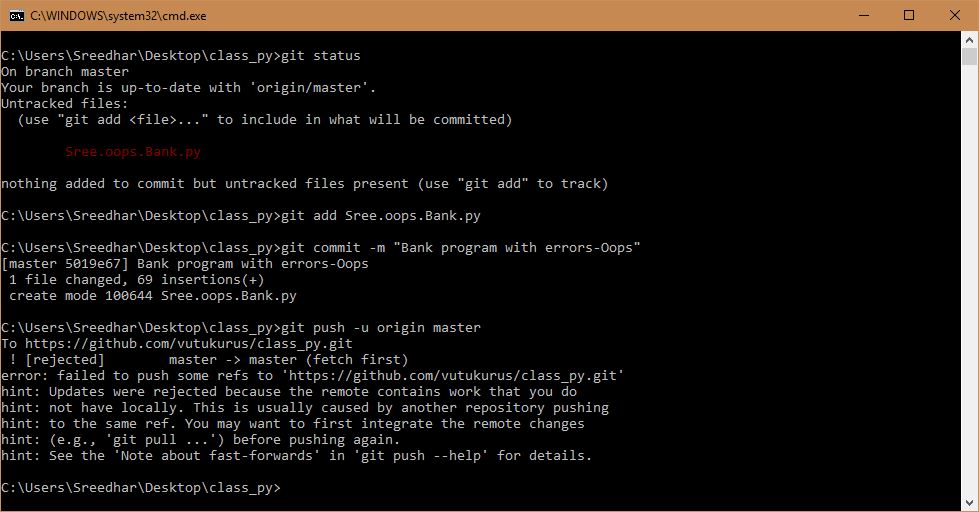 C:\WINDOWS\system32\cmd.exe
C:\Users\Sreedhar\Desktop\class_py>git status
On branch master
Your branch is up-to-date with 'origin/master'.
Untracked files:
  (use "git add <file>..." to include in what will be committed)
        Sree.oops.Bank.py
nothing added to commit but untracked files present (use "git add" to track)
C:\Users\Sreedhar\Desktop\class_py>git add Sree.oops.Bank.py
C:\Users\Sreedhar\Desktop\class_py>git commit -m "Bank program with errors-Oops"
[master 5019e67] Bank program with errors-Oops
 1 file changed, 69 insertions(+)
 create mode 100644 Sree.oops.Bank.py
C:\Users\Sreedhar\Desktop\class_py>git push -u origin master
To https://github.com/vutukurus/class_py.git
 ! [rejected]        master -> master (fetch first)
error: failed to push some refs to 'https://github.com/vutukurus/class_py.git'
hint: Updates were rejected because the remote contains work that you do
hint: not have locally. This is usually caused by another repository pushing
hint: to the same ref. You may want to first integrate the remote changes
hint: (e.g., 'git pull ...') before pushing again.
hint: See the 'Note about fast-forwards' in 'git push --help' for details.
C:\Users\Sreedhar\Desktop\class_py>